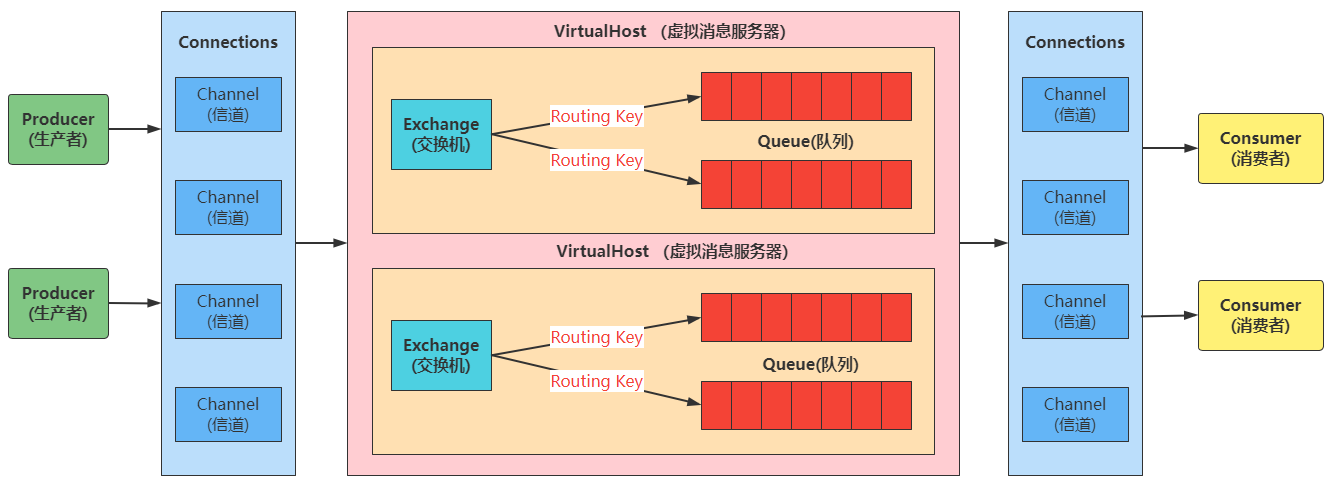 Producer
(生产者)
Producer
(生产者)
Connections
Channel
(信道)
Channel
(信道)
Channel
(信道)
Channel
(信道)
VirtualHost （虚拟消息服务器）
Exchange
(交换机)
Routing Key
Routing Key
Queue(队列)
VirtualHost （虚拟消息服务器）
Exchange
(交换机)
Routing Key
Routing Key
Queue(队列)
Connections
Channel
(信道)
Channel
(信道)
Channel
(信道)
Channel
(信道)
Consumer
(消费者)
Consumer
(消费者)